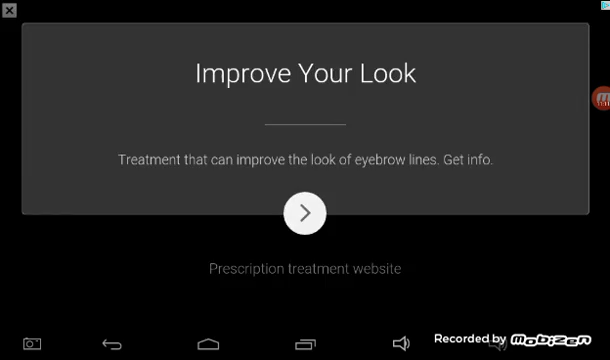 Improve Your Look
Treatment that can improve the look of eyebrow lines. Get info.
Prescription treatment website
Recorded by Mobizen